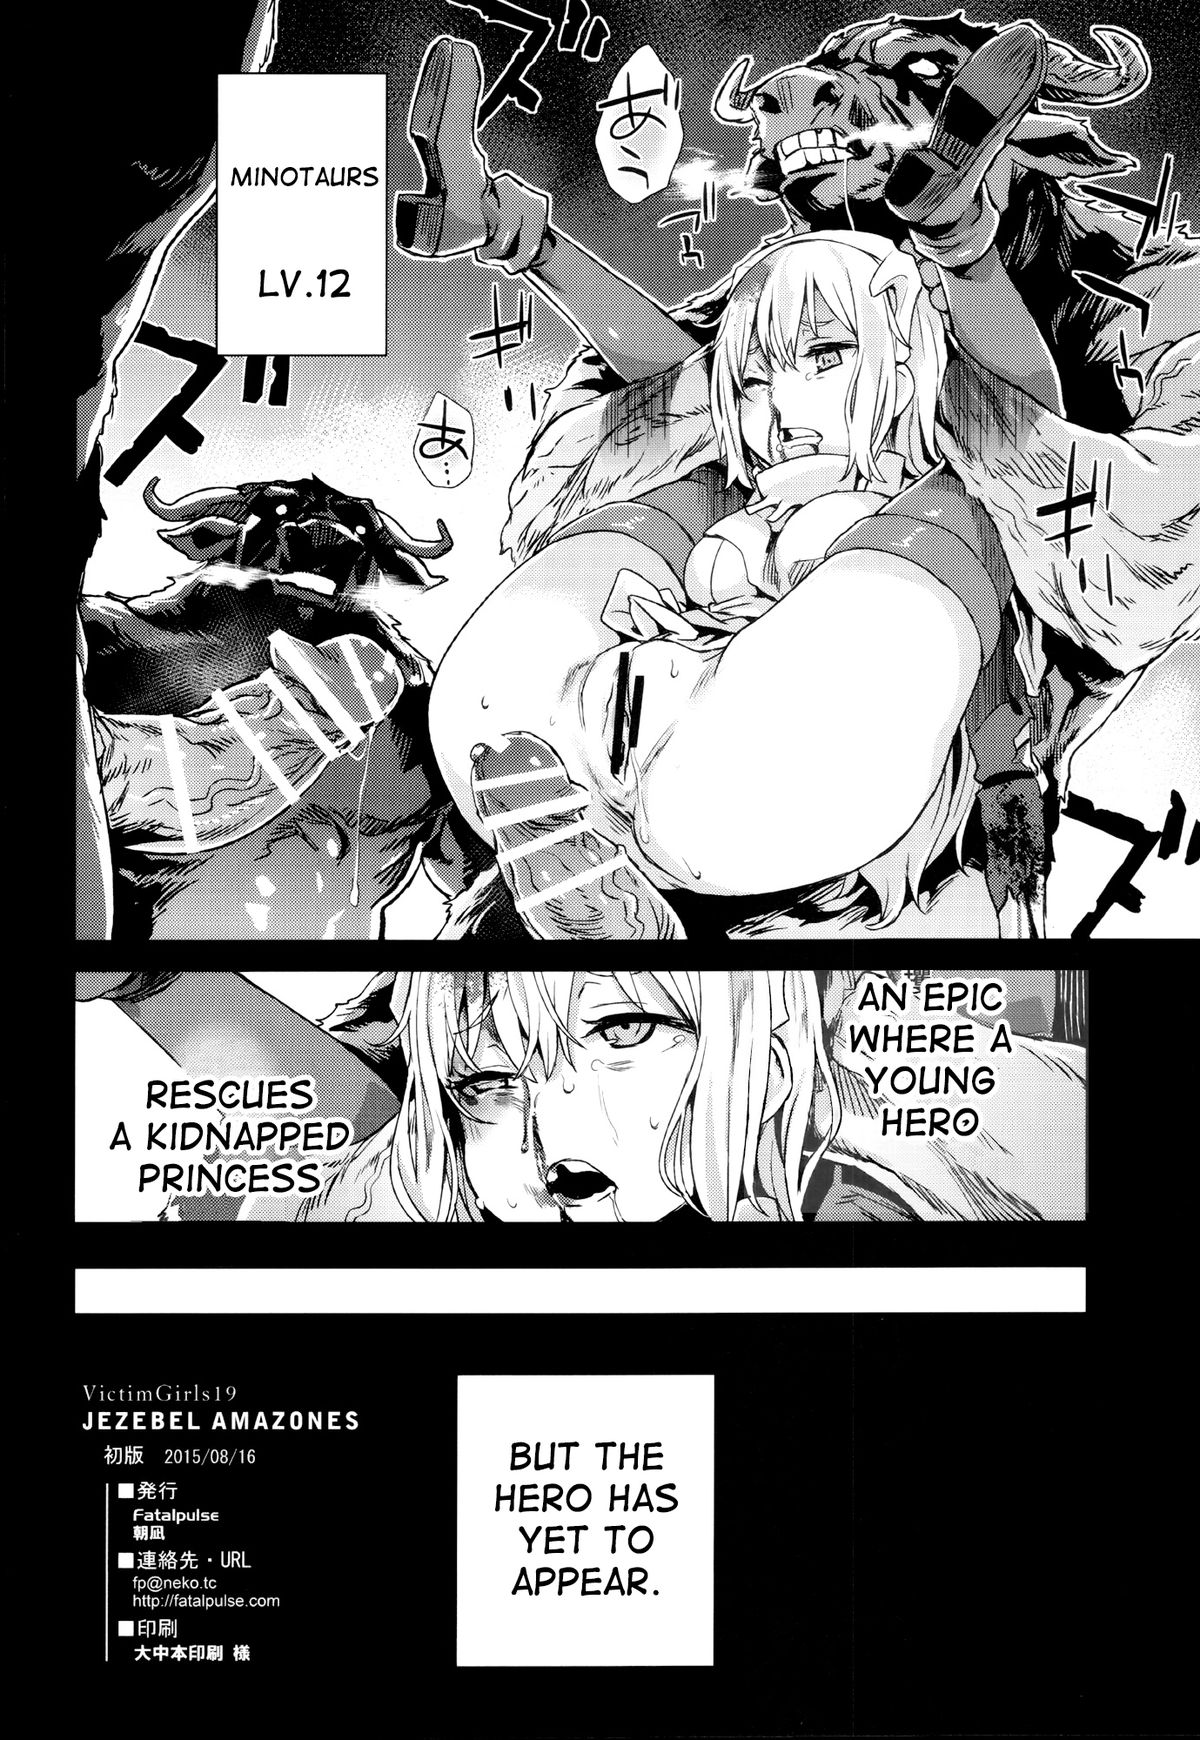 MINOTAURS
LV.12
あ
あ…
AN EPIC
WHERE A
YOUNG
HERO
RESCUES
A KIDNAPPED
PRINCESS
BUT THE
HERO HAS
YET TO
APPEAR.
VictimGirls19
JEZEBEL AMAZONES
初版 2015/08/16
■発行
Fatalpulse
朝凪
■連絡先・URL
fp@neko.tc
http://fatalpulse.com
■印刷
大中本印刷 様